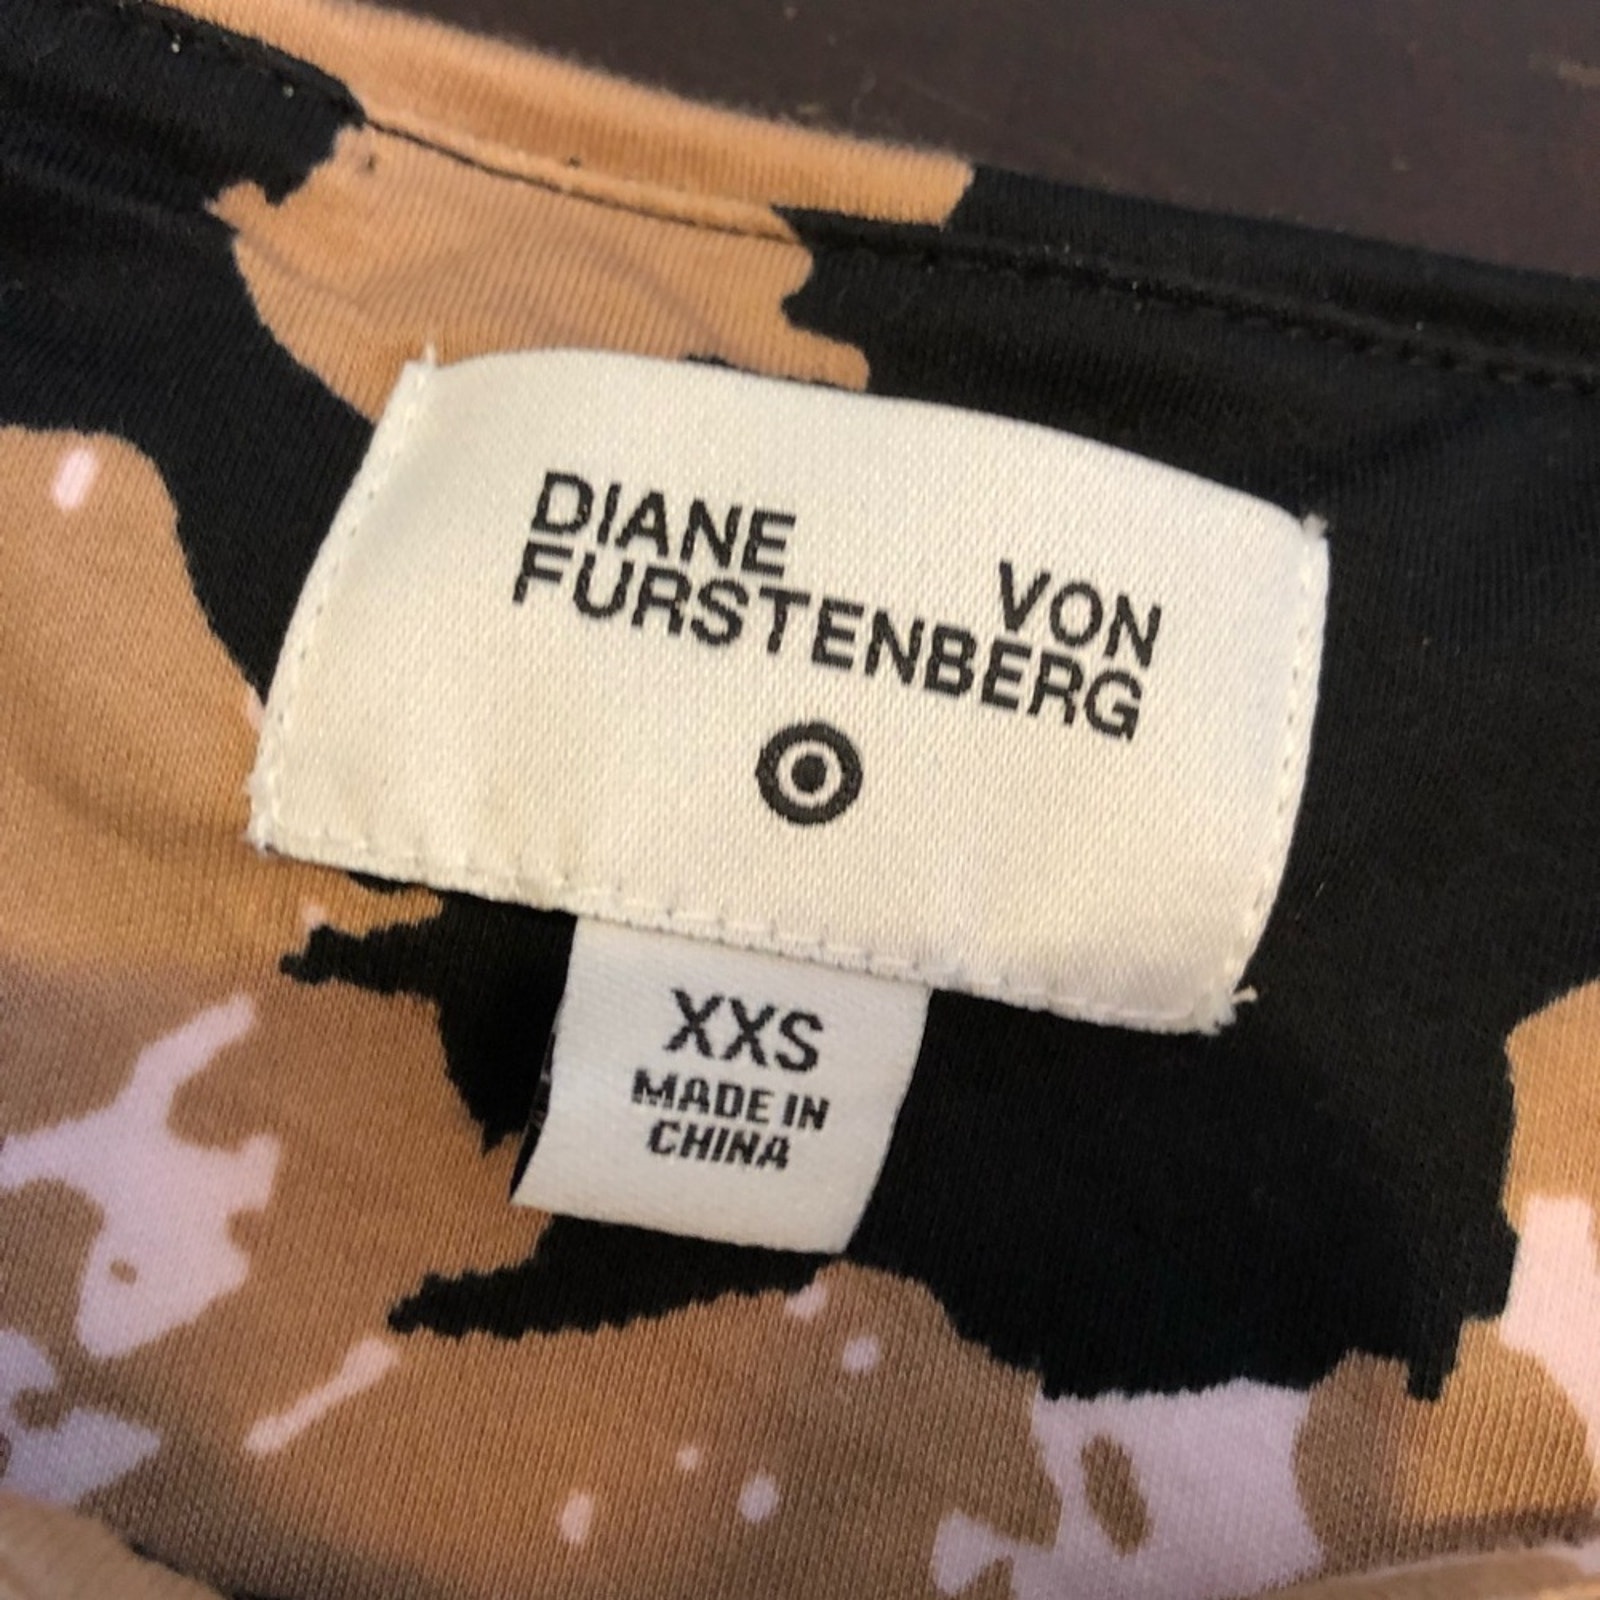 DIANE VON
FURSTENBERG
XXS
MADE IN
CHINA